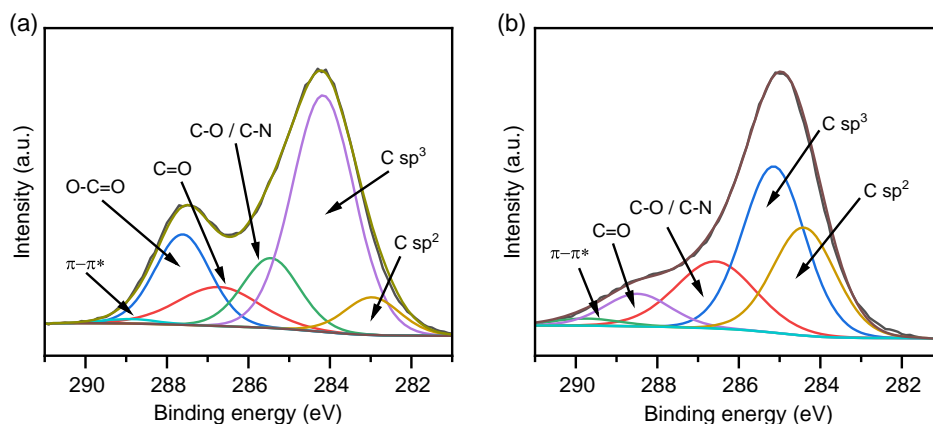 (a)
Intensity (a.u.)
π−π*
O-C=O
C=O
C-O / C-N
C sp³
C sp²
290 288 286 284 282
Binding energy (eV)
(b)
Intensity (a.u.)
π−π*
C=O
C-O / C-N
C sp³
C sp²
290 288 286 284 282
Binding energy (eV)